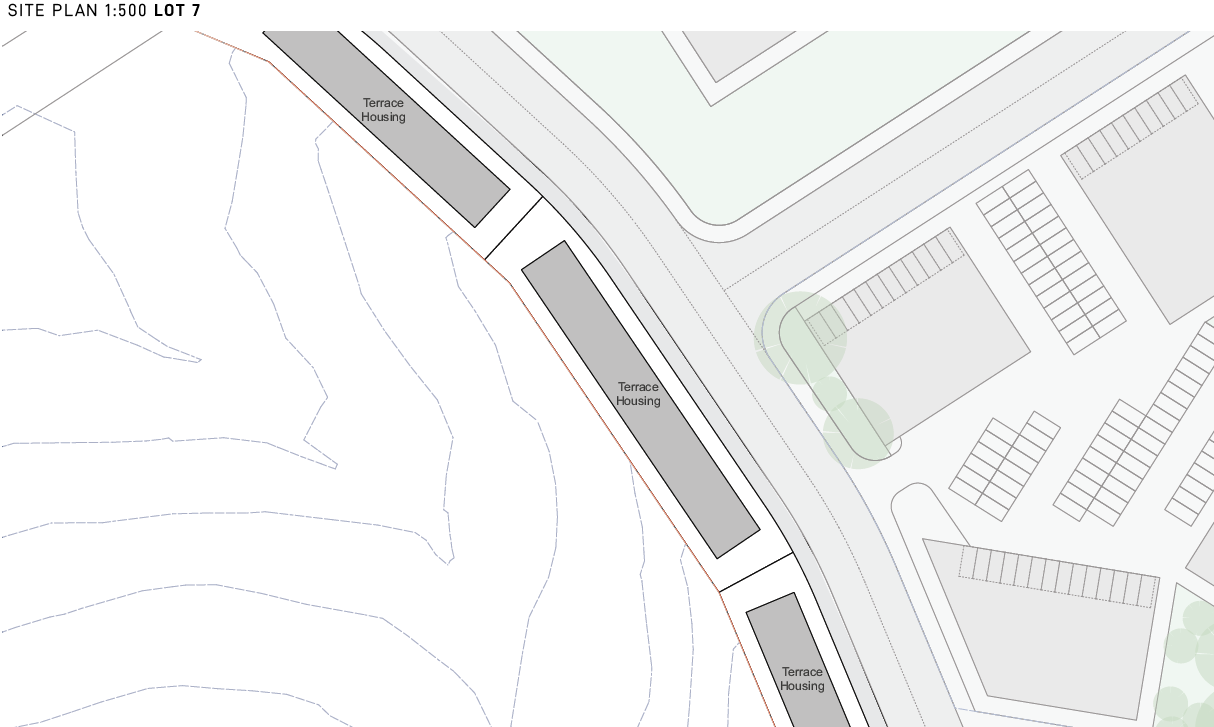 SITE PLAN 1:500 LOT 7
Terrace
Housing
Terrace
Housing
Terrace
Housing